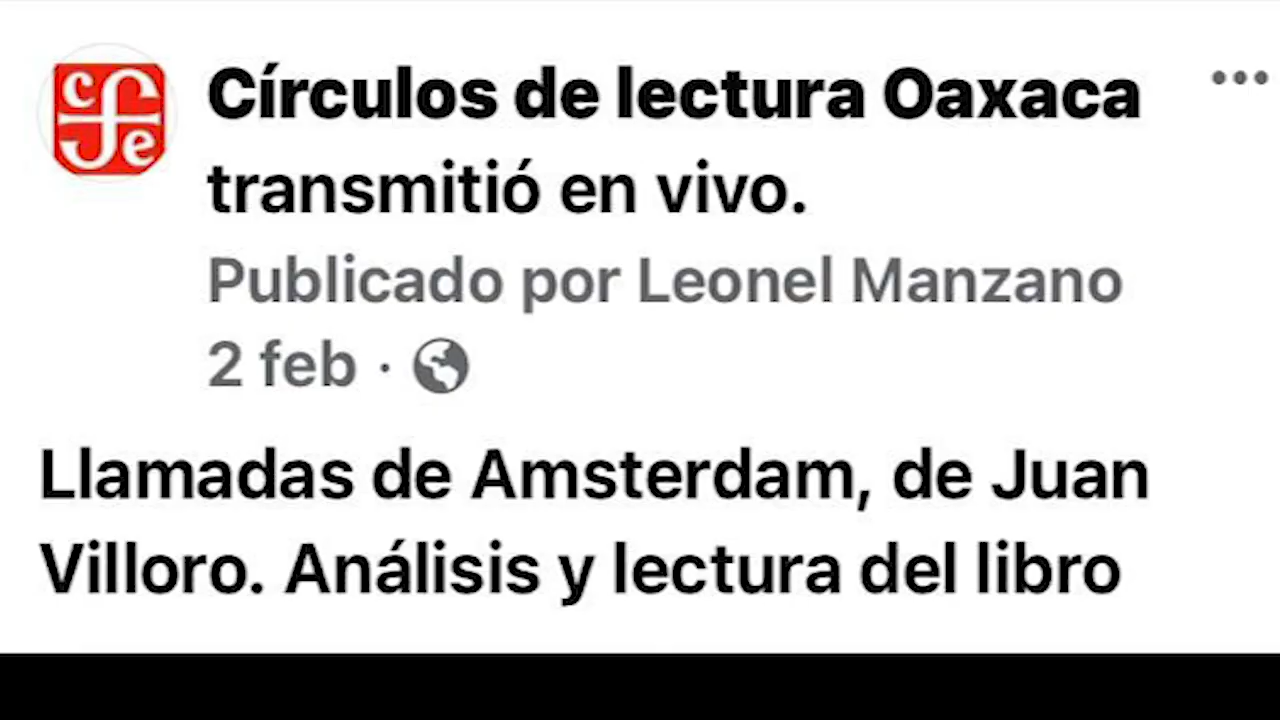 Círculos de lectura Oaxaca
transmitió en vivo.
Publicado por Leonel Manzano
2 feb ·
Llamadas de Amsterdam, de Juan
Villoro. Análisis y lectura del libro